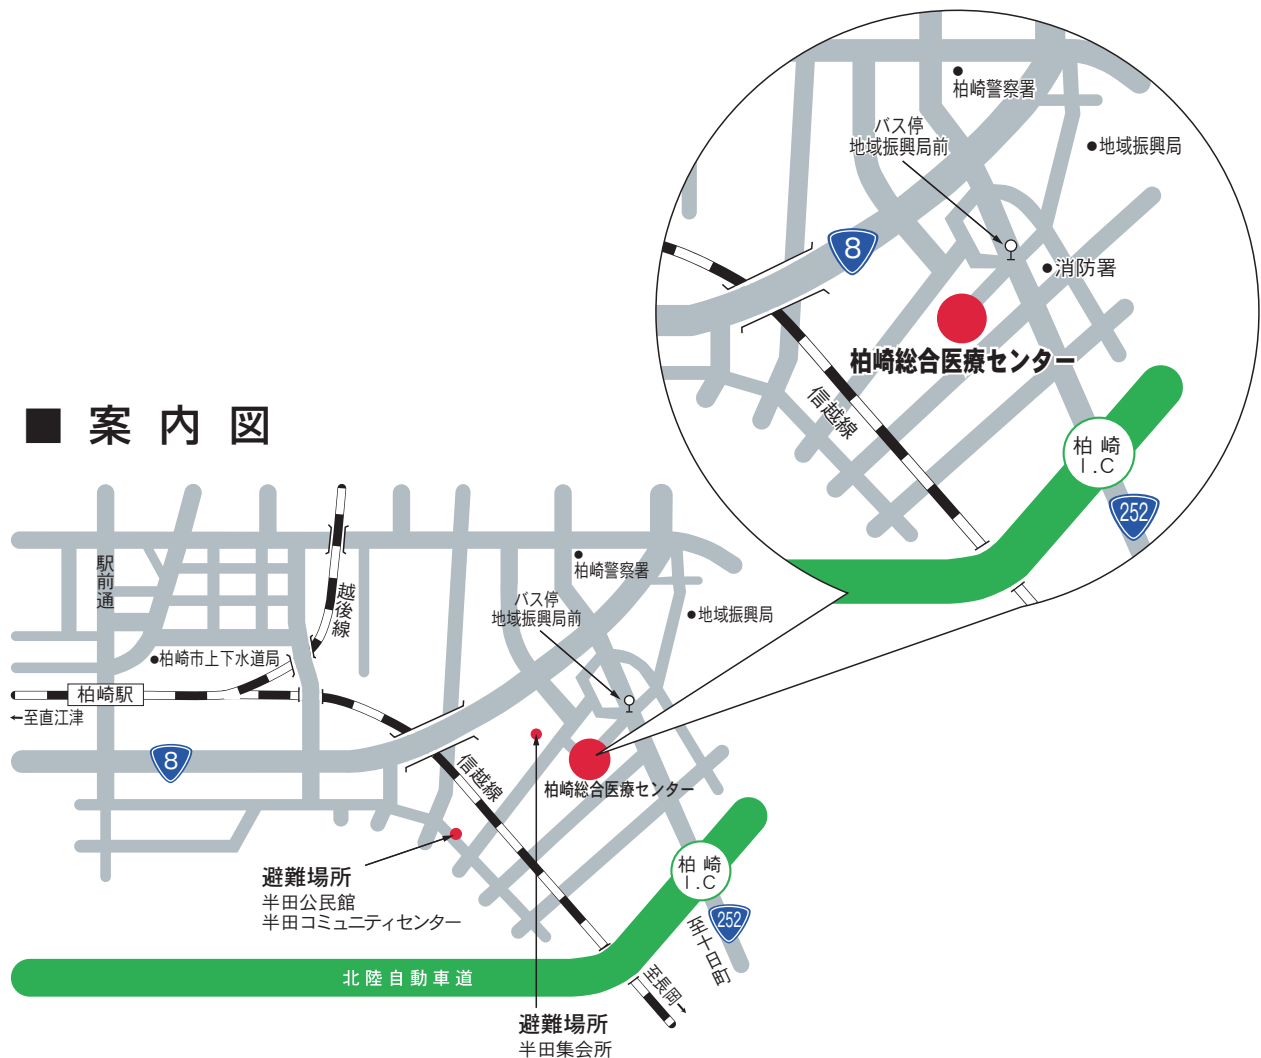 柏崎警察署
バス停
地域振興局前
地域振興局
8
消防署
柏崎総合医療センター
信越線
柏崎
I.C
252
■案内図
駅前通
越後線
柏崎警察署
バス停
地域振興局前
地域振興局
柏崎市上下水道局
柏崎駅
←至直江津
8
信越線
柏崎総合医療センター
避難場所
半田公民館
半田コミュニティセンター
柏崎
I.C
252
至十日町
北陸自動車道
至長岡→
避難場所
半田集会所